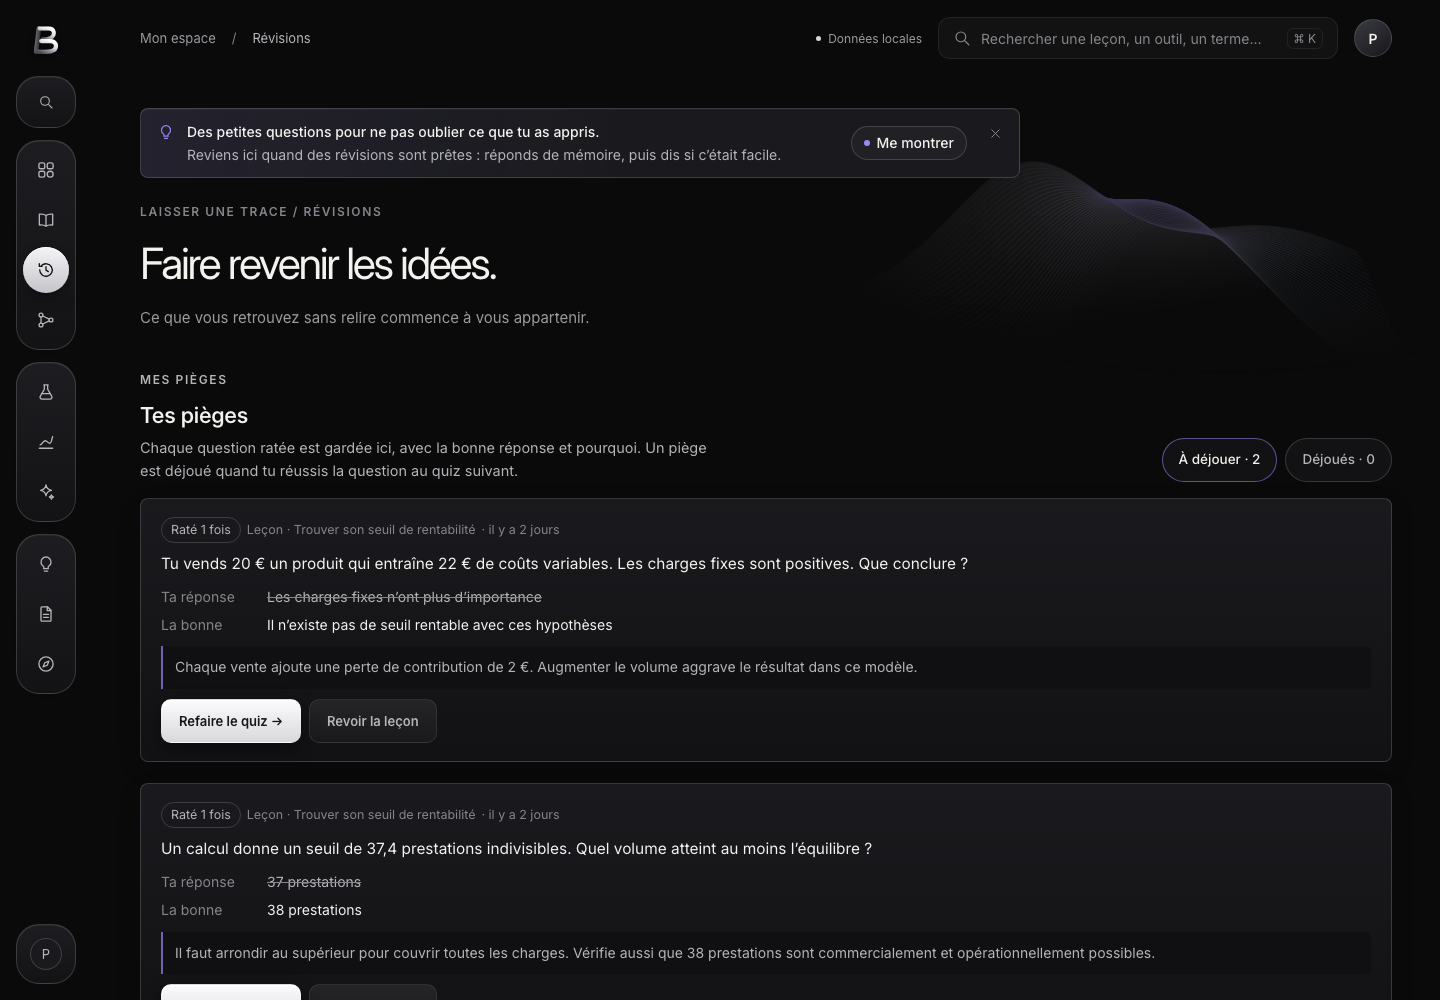 B
Mon espace / Révisions
Données locales
Rechercher une leçon, un outil, un terme...
⌘ K
P
Des petites questions pour ne pas oublier ce que tu as appris.
Reviens ici quand des révisions sont prêtes : réponds de mémoire, puis dis si c’était facile.
Me montrer
LAISSER UNE TRACE / RÉVISIONS
Faire revenir les idées.
Ce que vous retrouvez sans relire commence à vous appartenir.
MES PIÈGES
Tes pièges
Chaque question ratée est gardée ici, avec la bonne réponse et pourquoi. Un piège
est déjoué quand tu réussis la question au quiz suivant.
À déjouer · 2
Déjoués · 0
Raté 1 fois Leçon · Trouver son seuil de rentabilité · il y a 2 jours
Tu vends 20 € un produit qui entraîne 22 € de coûts variables. Les charges fixes sont positives. Que conclure ?
Ta réponse Les charges fixes n’ont plus d’importance
La bonne Il n’existe pas de seuil rentable avec ces hypothèses
Chaque vente ajoute une perte de contribution de 2 €. Augmenter le volume aggrave le résultat dans ce modèle.
Refaire le quiz →
Revoir la leçon
Raté 1 fois Leçon · Trouver son seuil de rentabilité · il y a 2 jours
Un calcul donne un seuil de 37,4 prestations indivisibles. Quel volume atteint au moins l’équilibre ?
Ta réponse 37 prestations
La bonne 38 prestations
Il faut arrondir au supérieur pour couvrir toutes les charges. Vérifie aussi que 38 prestations sont commercialement et opérationnellement possibles.
P